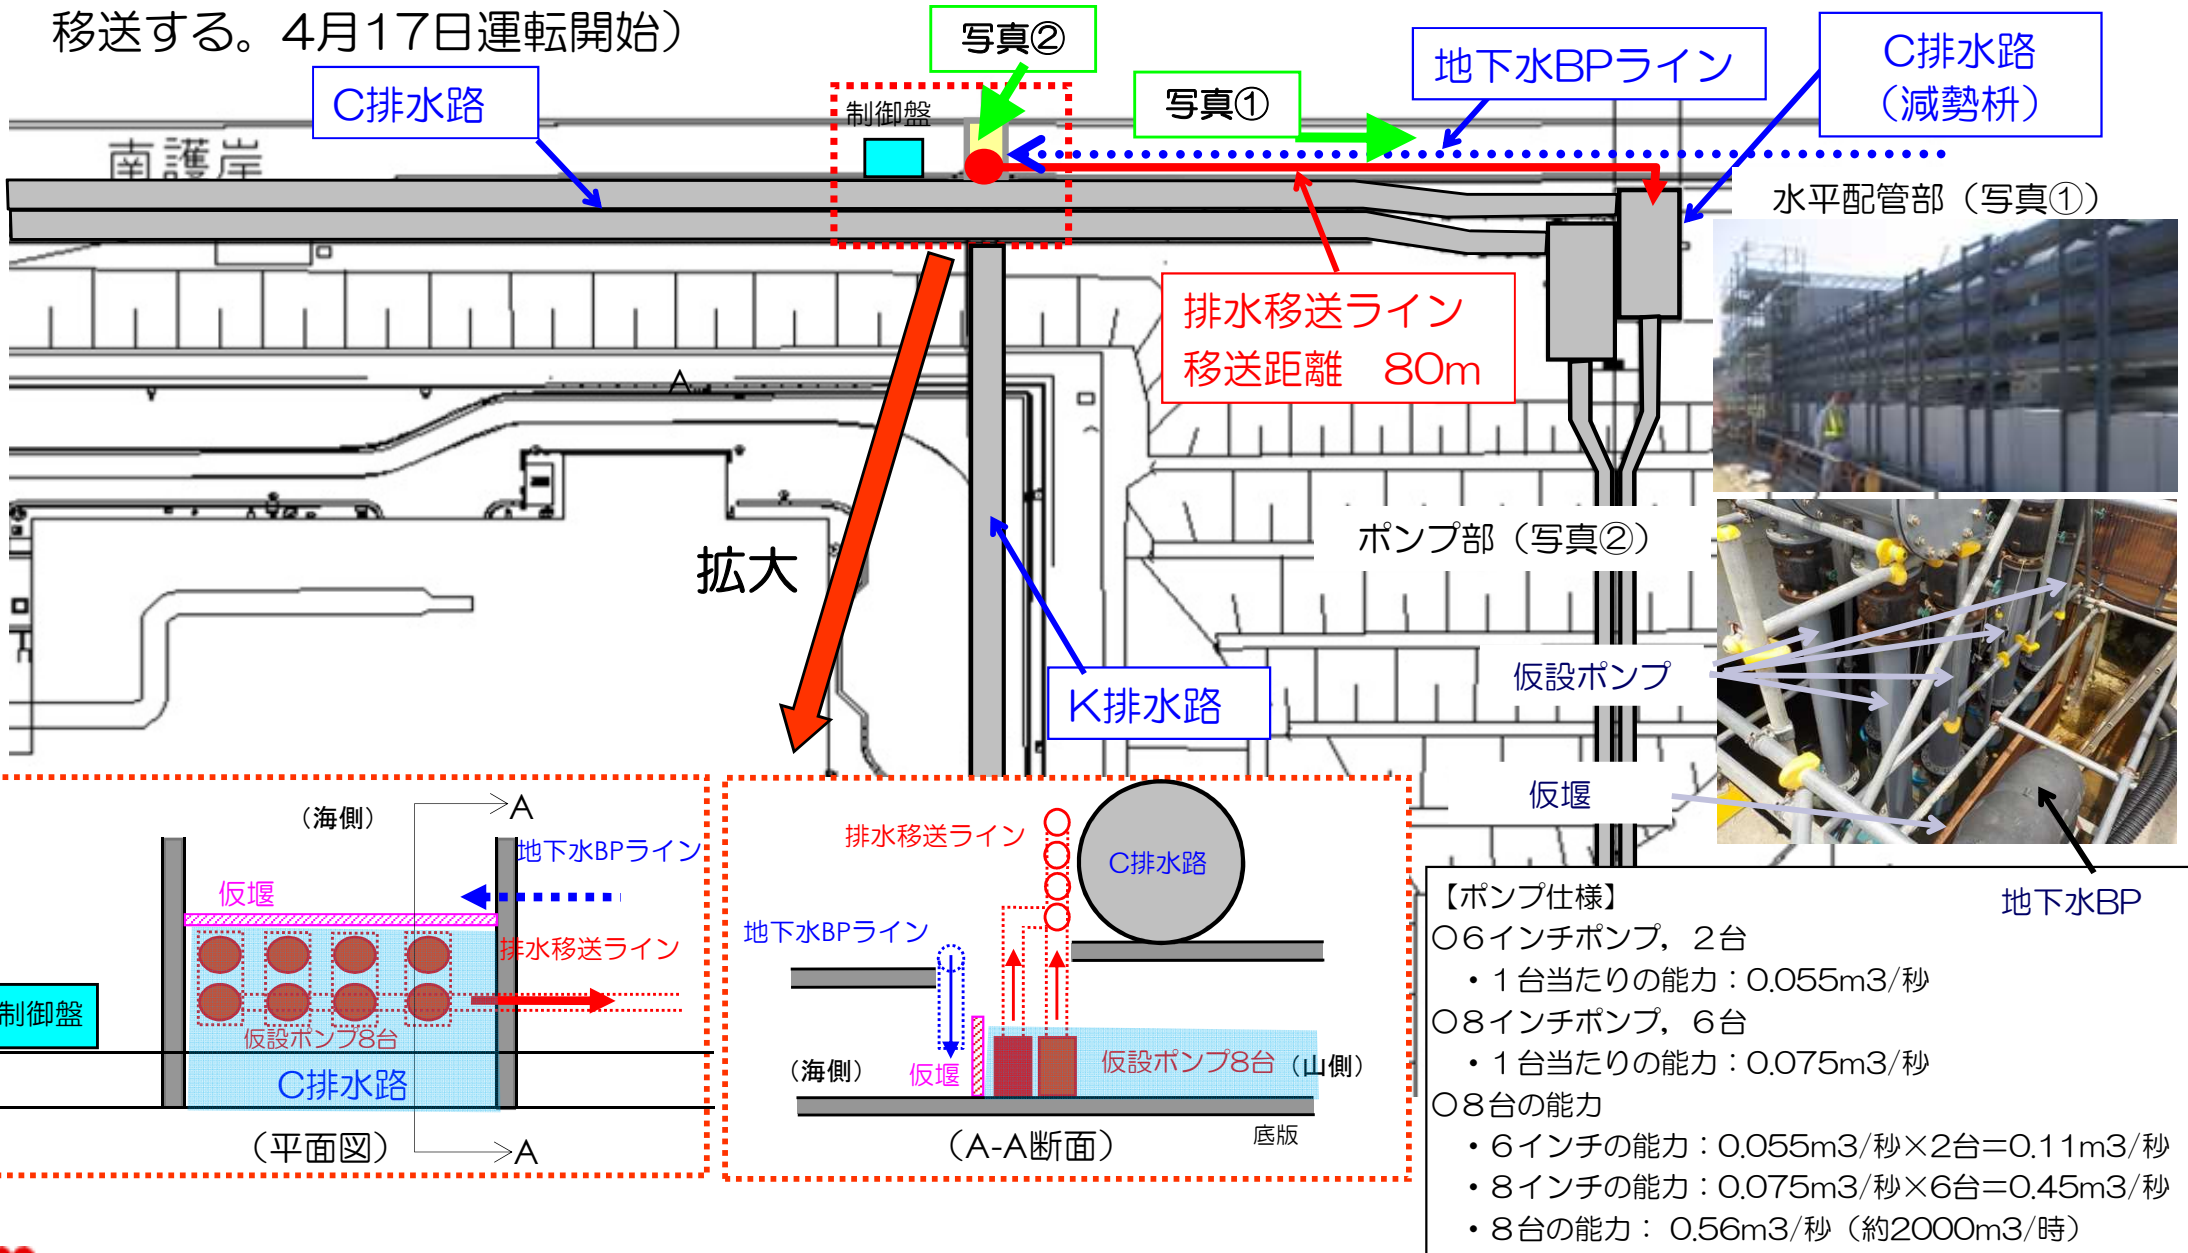 移送する。4月17日運転開始）
写真②
C排水路
地下水BPライン
C排水路
（減勢枡）
写真①
制御盤
南護岸
水平配管部（写真①）
排水移送ライン
移送距離　80m
A
拡大
ポンプ部（写真②）
仮設ポンプ
K排水路
仮堰
地下水BP
（海側）
A
地下水BPライン
仮堰
排水移送ライン
制御盤
仮設ポンプ8台
C排水路
（平面図）
A
排水移送ライン
C排水路
地下水BPライン
（海側）
仮堰
仮設ポンプ8台
（山側）
（A-A断面）
底版
【ポンプ仕様】
○6インチポンプ，2台
・1台当たりの能力：0.055m3/秒
○8インチポンプ，6台
・1台当たりの能力：0.075m3/秒
○8台の能力
・6インチの能力：0.055m3/秒×2台＝0.11m3/秒
・8インチの能力：0.075m3/秒×6台＝0.45m3/秒
・8台の能力： 0.56m3/秒（約2000m3/時）